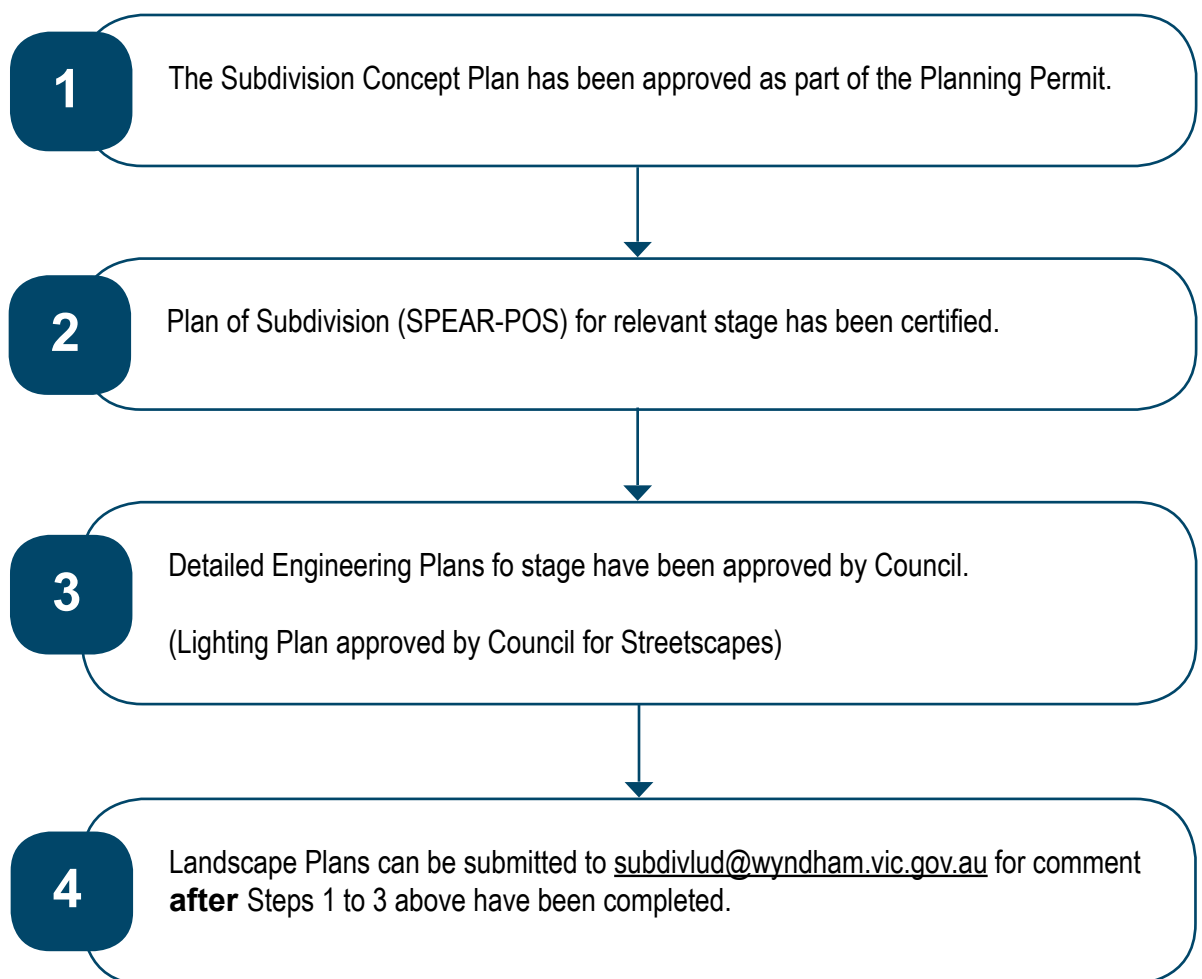 1
The Subdivision Concept Plan has been approved as part of the Planning Permit.
2
Plan of Subdivision (SPEAR-POS) for relevant stage has been certified.
3
Detailed Engineering Plans fo stage have been approved by Council.
(Lighting Plan approved by Council for Streetscapes)
4
Landscape Plans can be submitted to subdivlud@wyndham.vic.gov.au for comment
after Steps 1 to 3 above have been completed.